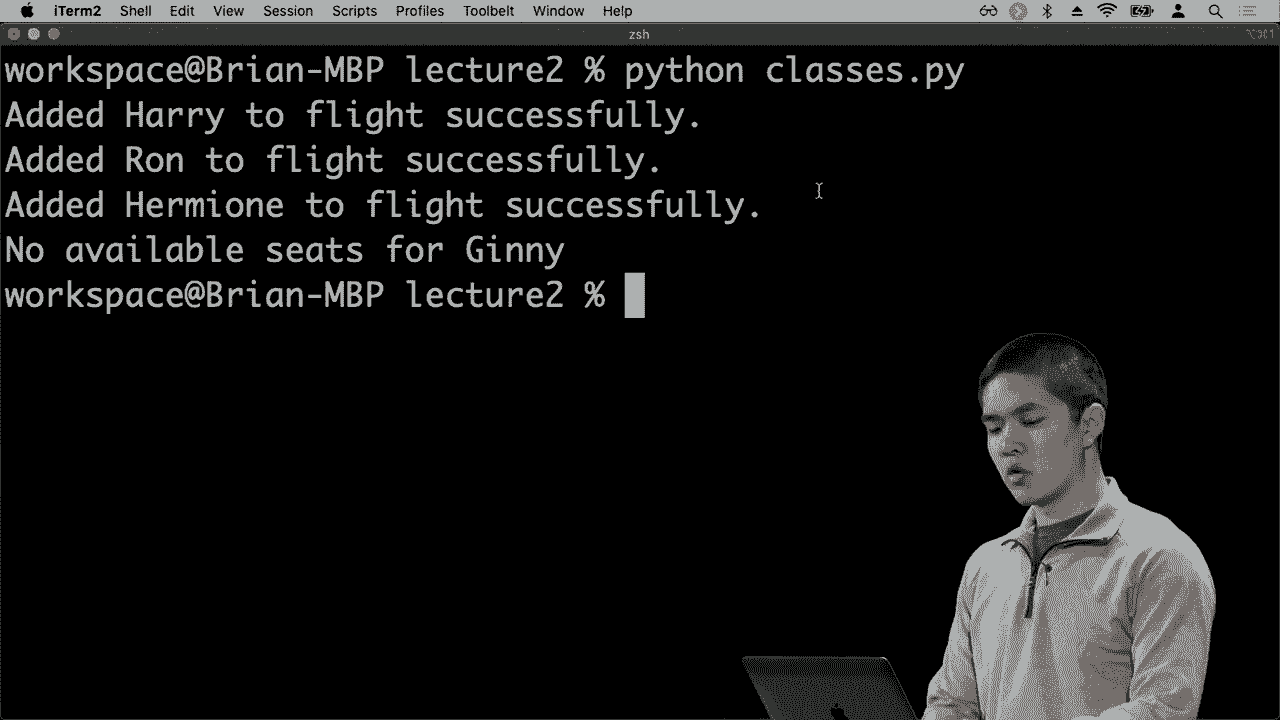 iTerm2 Shell Edit View Session Scripts Profiles Toolbelt Window Help
zsh
workspace@Brian-MBP lecture2 % python classes.py
Added Harry to flight successfully.
Added Ron to flight successfully.
Added Hermione to flight successfully.
No available seats for Ginny
workspace@Brian-MBP lecture2 %